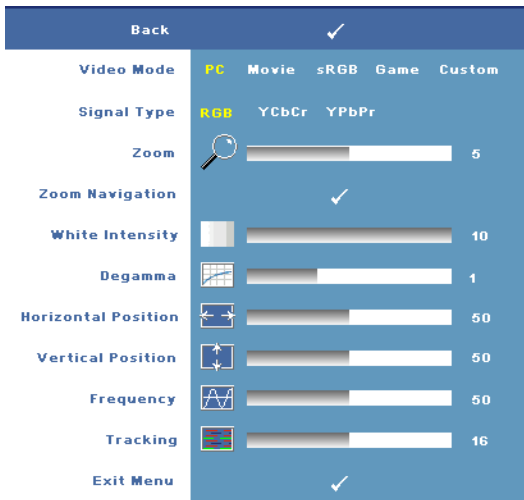 Back
Video Mode PC Movie sRGB Game Custom
Signal Type RGB YCbCr YPbPr
Zoom 5
Zoom Navigation
White Intensity 10
Degamma 1
Horizontal Position 50
Vertical Position 50
Frequency 50
Tracking 16
Exit Menu